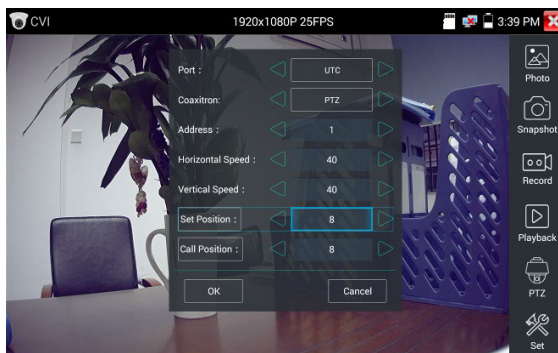 CVI 1920x1080P 25FPS 3:39 PM
Port : UTC
Coaxitron: PTZ
Address : 1
Horizontal Speed : 40
Vertical Speed : 40
Set Position : 8
Call Position : 8
OK Cancel
Photo
Snapshot
Record
Playback
PTZ
Set